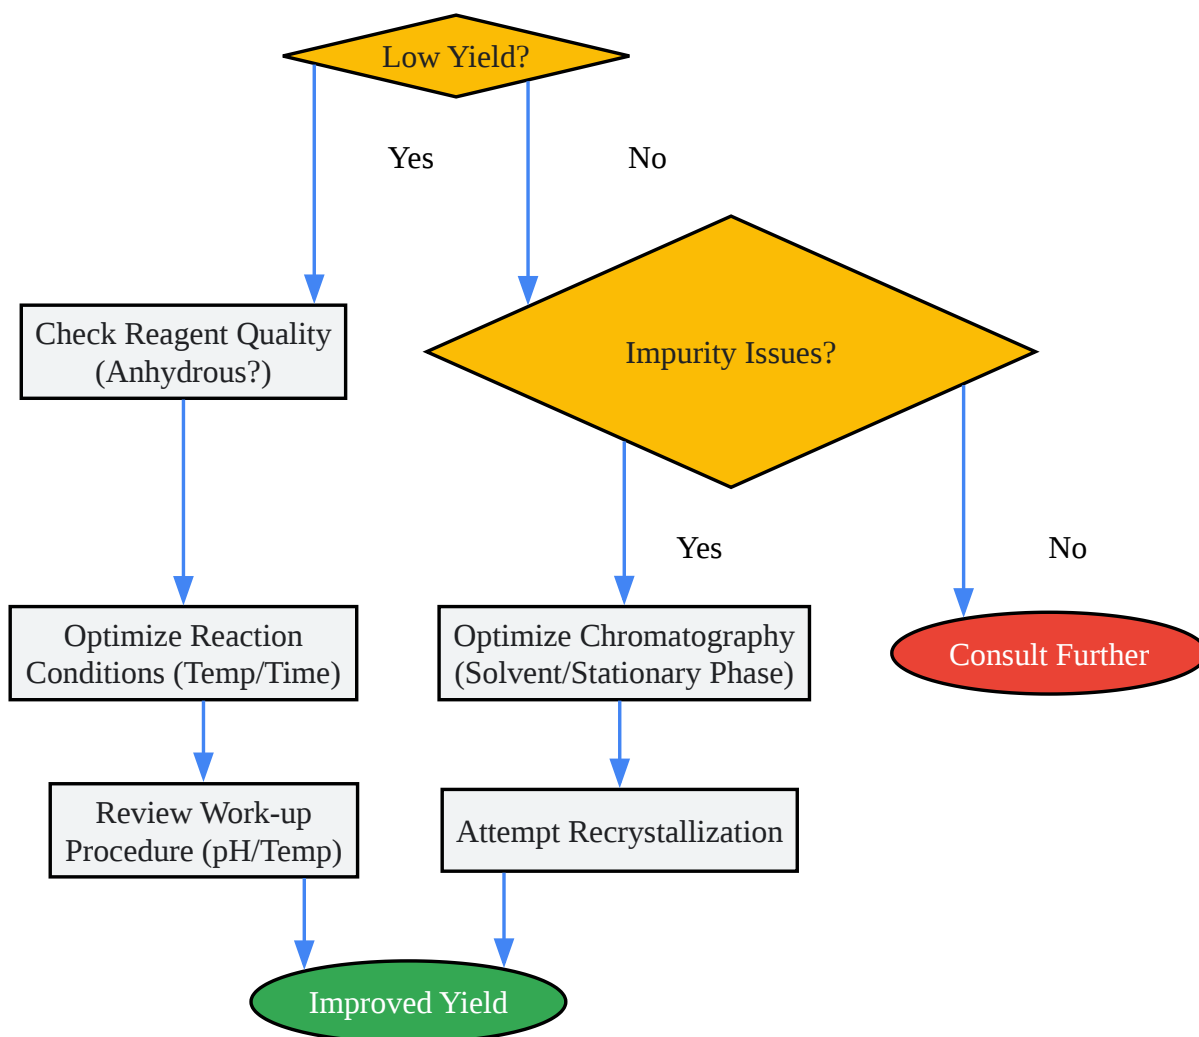 Low Yield?
Yes
No
Check Reagent Quality
(Anhydrous?)
Impurity Issues?
Yes
No
Optimize Reaction
Conditions (Temp/Time)
Optimize Chromatography
(Solvent/Stationary Phase)
Consult Further
Review Work-up
Procedure (pH/Temp)
Attempt Recrystallization
Improved Yield